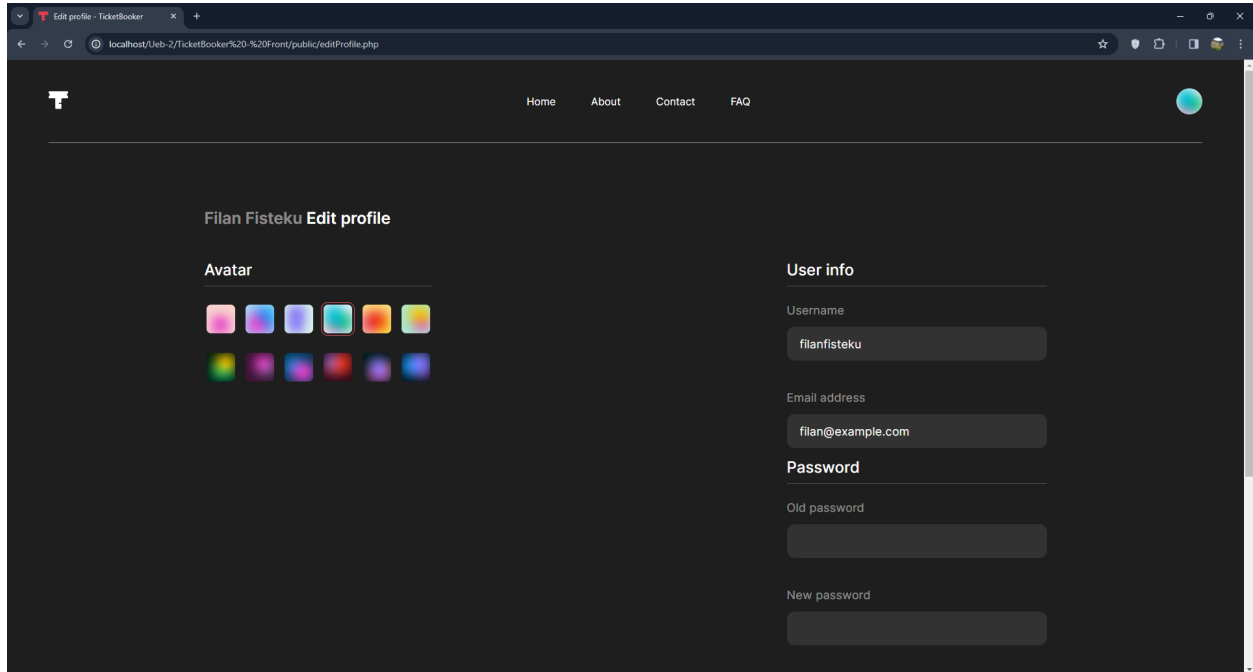 Edit profile - TicketBooker
localhost/Ueb-2/TicketBooker%20-%20Front/public/editProfile.php
Home About Contact FAQ
Filan Fisteku Edit profile
Avatar
User info
Username
filanfisteku
Email address
filan@example.com
Password
Old password
New password